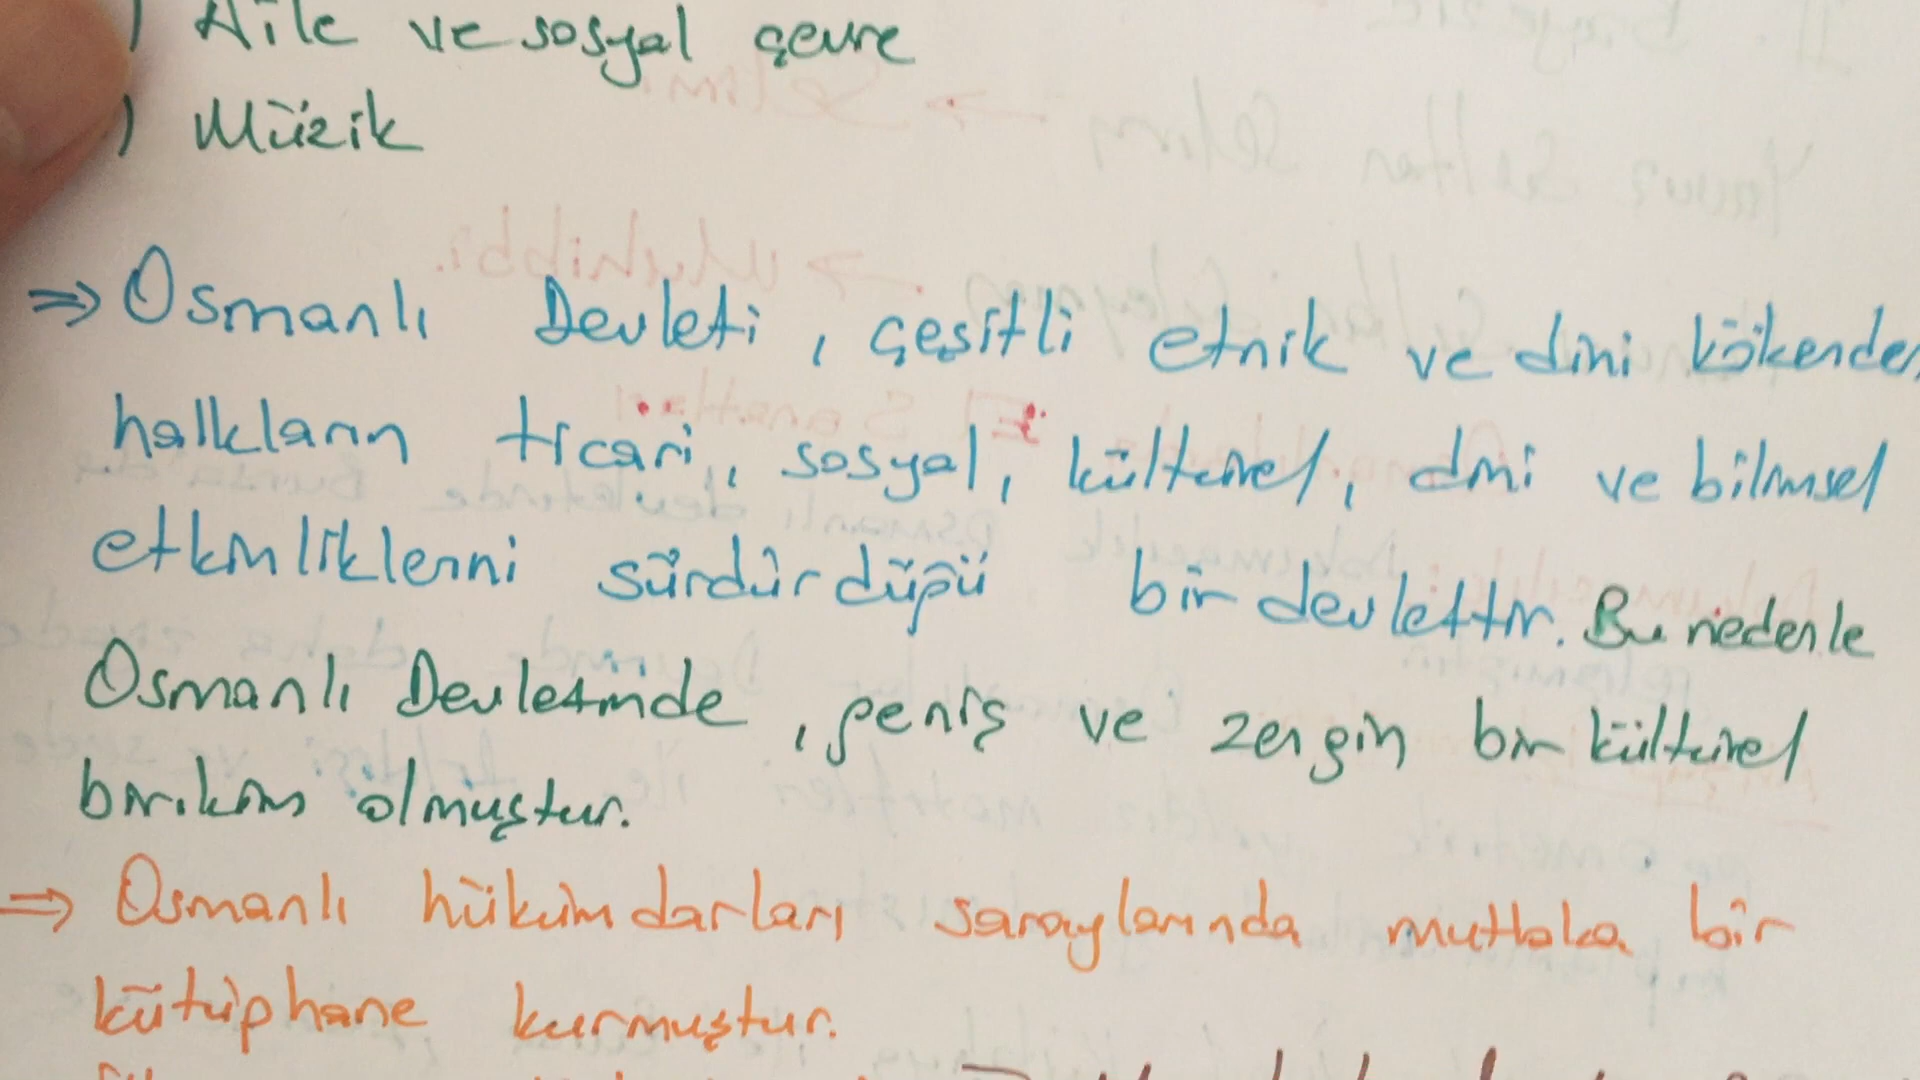 ) Aile ve sosyal çevre
) Müzik
⇒ Osmanlı Devleti, çeşitli etnik ve dini kökenden
halkların ticari, sosyal, kültürel, dini ve bilimsel
etkinliklerini sürdürdüğü bir devlettir. Bu nedenle
Osmanlı Devletinde, geniş ve zengin bir kültürel
birikim olmuştur.
⇒ Osmanlı hükümdarları saraylarında mutlaka bir
kütüphane kurmuştur.